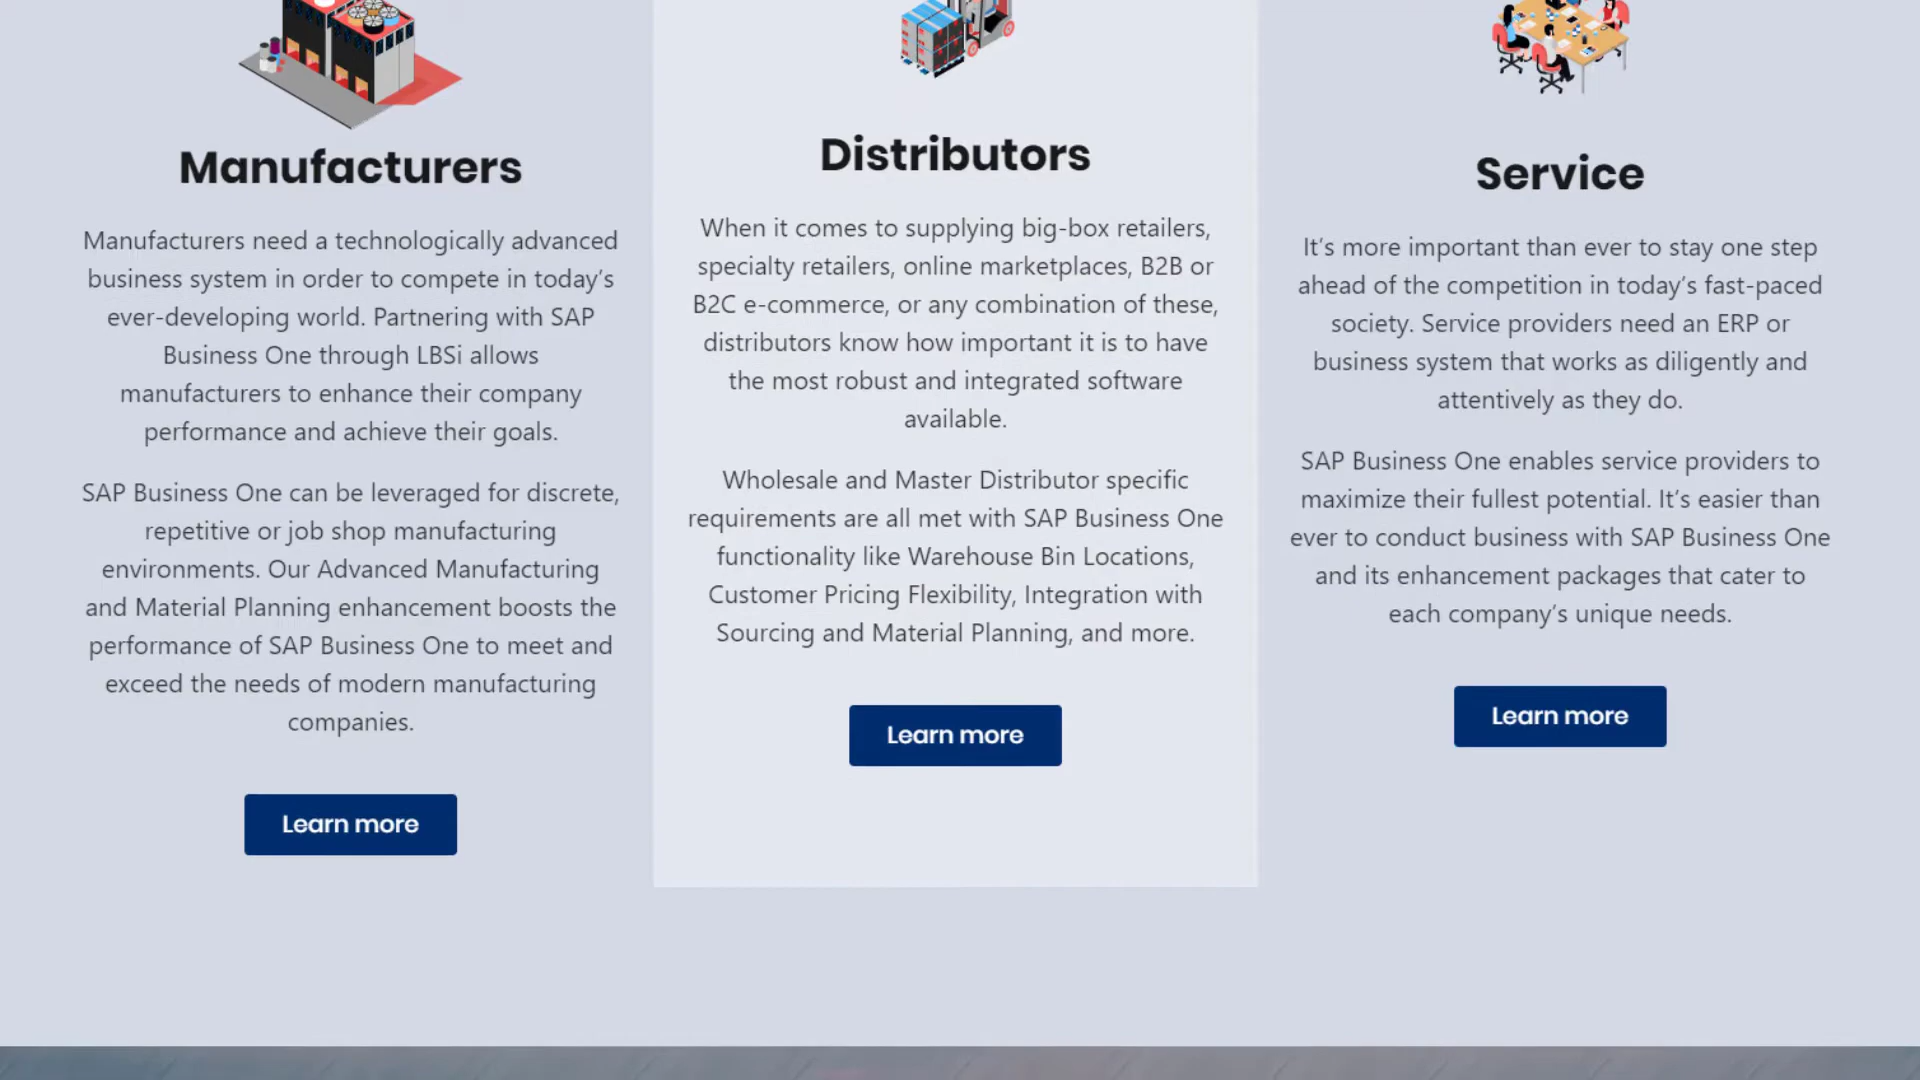 Manufacturers
Manufacturers need a technologically advanced
business system in order to compete in today’s
ever-developing world. Partnering with SAP
Business One through LBSi allows
manufacturers to enhance their company
performance and achieve their goals.
SAP Business One can be leveraged for discrete,
repetitive or job shop manufacturing
environments. Our Advanced Manufacturing
and Material Planning enhancement boosts the
performance of SAP Business One to meet and
exceed the needs of modern manufacturing
companies.
Learn more
Distributors
When it comes to supplying big-box retailers,
specialty retailers, online marketplaces, B2B or
B2C e-commerce, or any combination of these,
distributors know how important it is to have
the most robust and integrated software
available.
Wholesale and Master Distributor specific
requirements are all met with SAP Business One
functionality like Warehouse Bin Locations,
Customer Pricing Flexibility, Integration with
Sourcing and Material Planning, and more.
Learn more
Service
It’s more important than ever to stay one step
ahead of the competition in today’s fast-paced
society. Service providers need an ERP or
business system that works as diligently and
attentively as they do.
SAP Business One enables service providers to
maximize their fullest potential. It’s easier than
ever to conduct business with SAP Business One
and its enhancement packages that cater to
each company’s unique needs.
Learn more